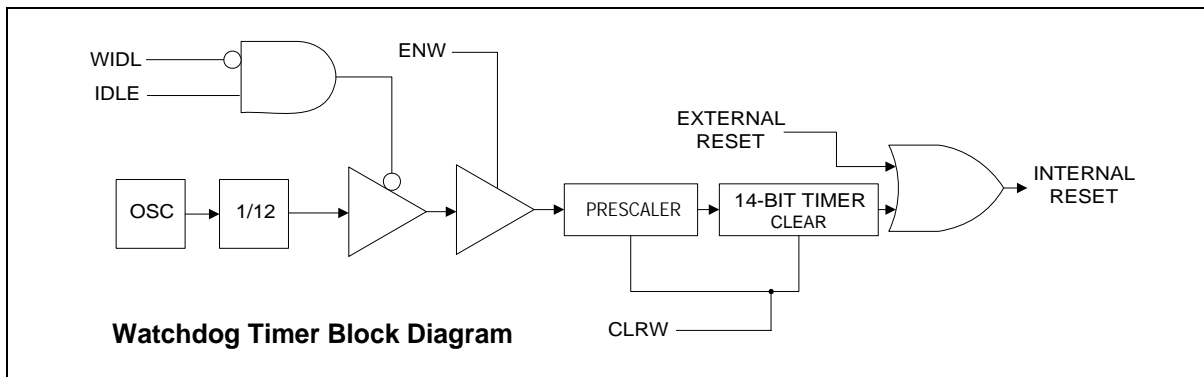 WIDL
IDLE
ENW
EXTERNAL
RESET
INTERNAL
RESET
OSC
1/12
PRESCALER
14-BIT TIMER
CLEAR
CLRW
Watchdog Timer Block Diagram